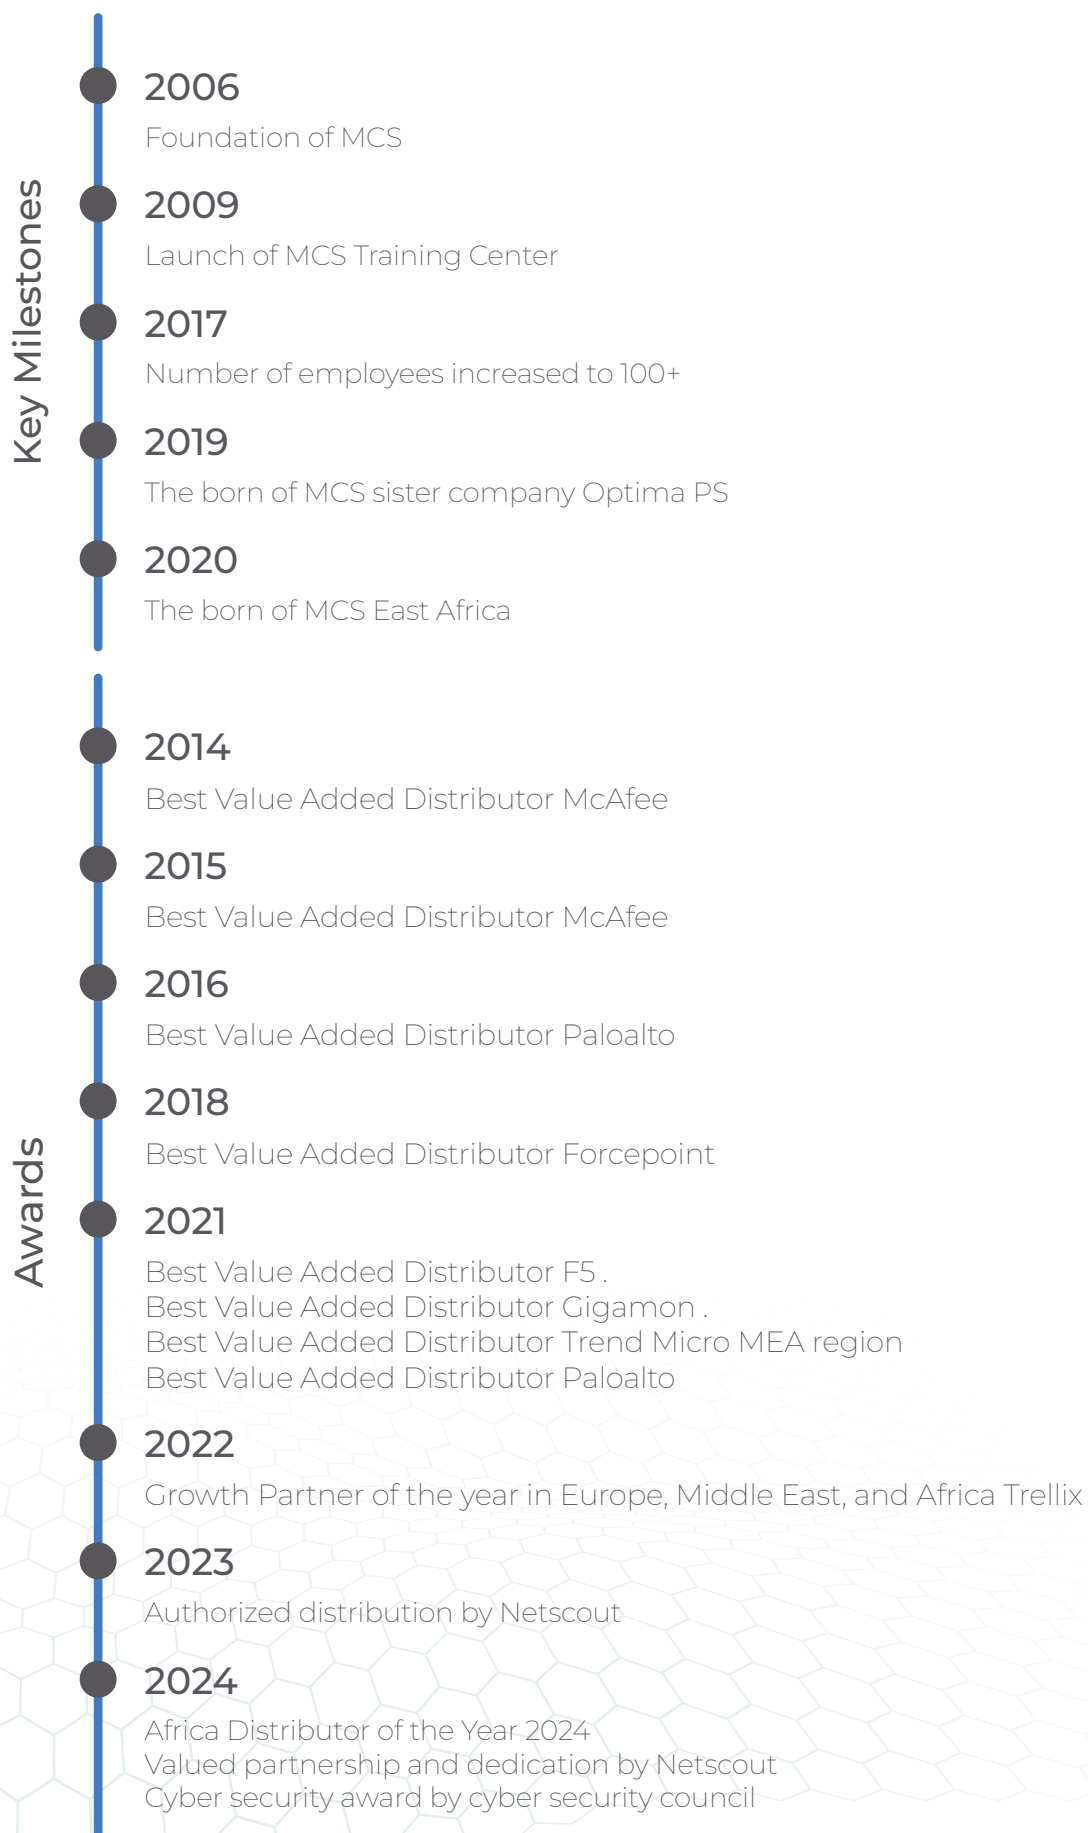 Key Milestones
2006
Foundation of MCS
2009
Launch of MCS Training Center
2017
Number of employees increased to 100+
2019
The born of MCS sister company Optima PS
2020
The born of MCS East Africa
Awards
2014
Best Value Added Distributor McAfee
2015
Best Value Added Distributor McAfee
2016
Best Value Added Distributor Paloalto
2018
Best Value Added Distributor Forcepoint
2021
Best Value Added Distributor F5 .
Best Value Added Distributor Gigamon .
Best Value Added Distributor Trend Micro MEA region
Best Value Added Distributor Paloalto
2022
Growth Partner of the year in Europe, Middle East, and Africa Trellix
2023
Authorized distribution by Netscout
2024
Africa Distributor of the Year 2024
Valued partnership and dedication by Netscout
Cyber security award by cyber security council